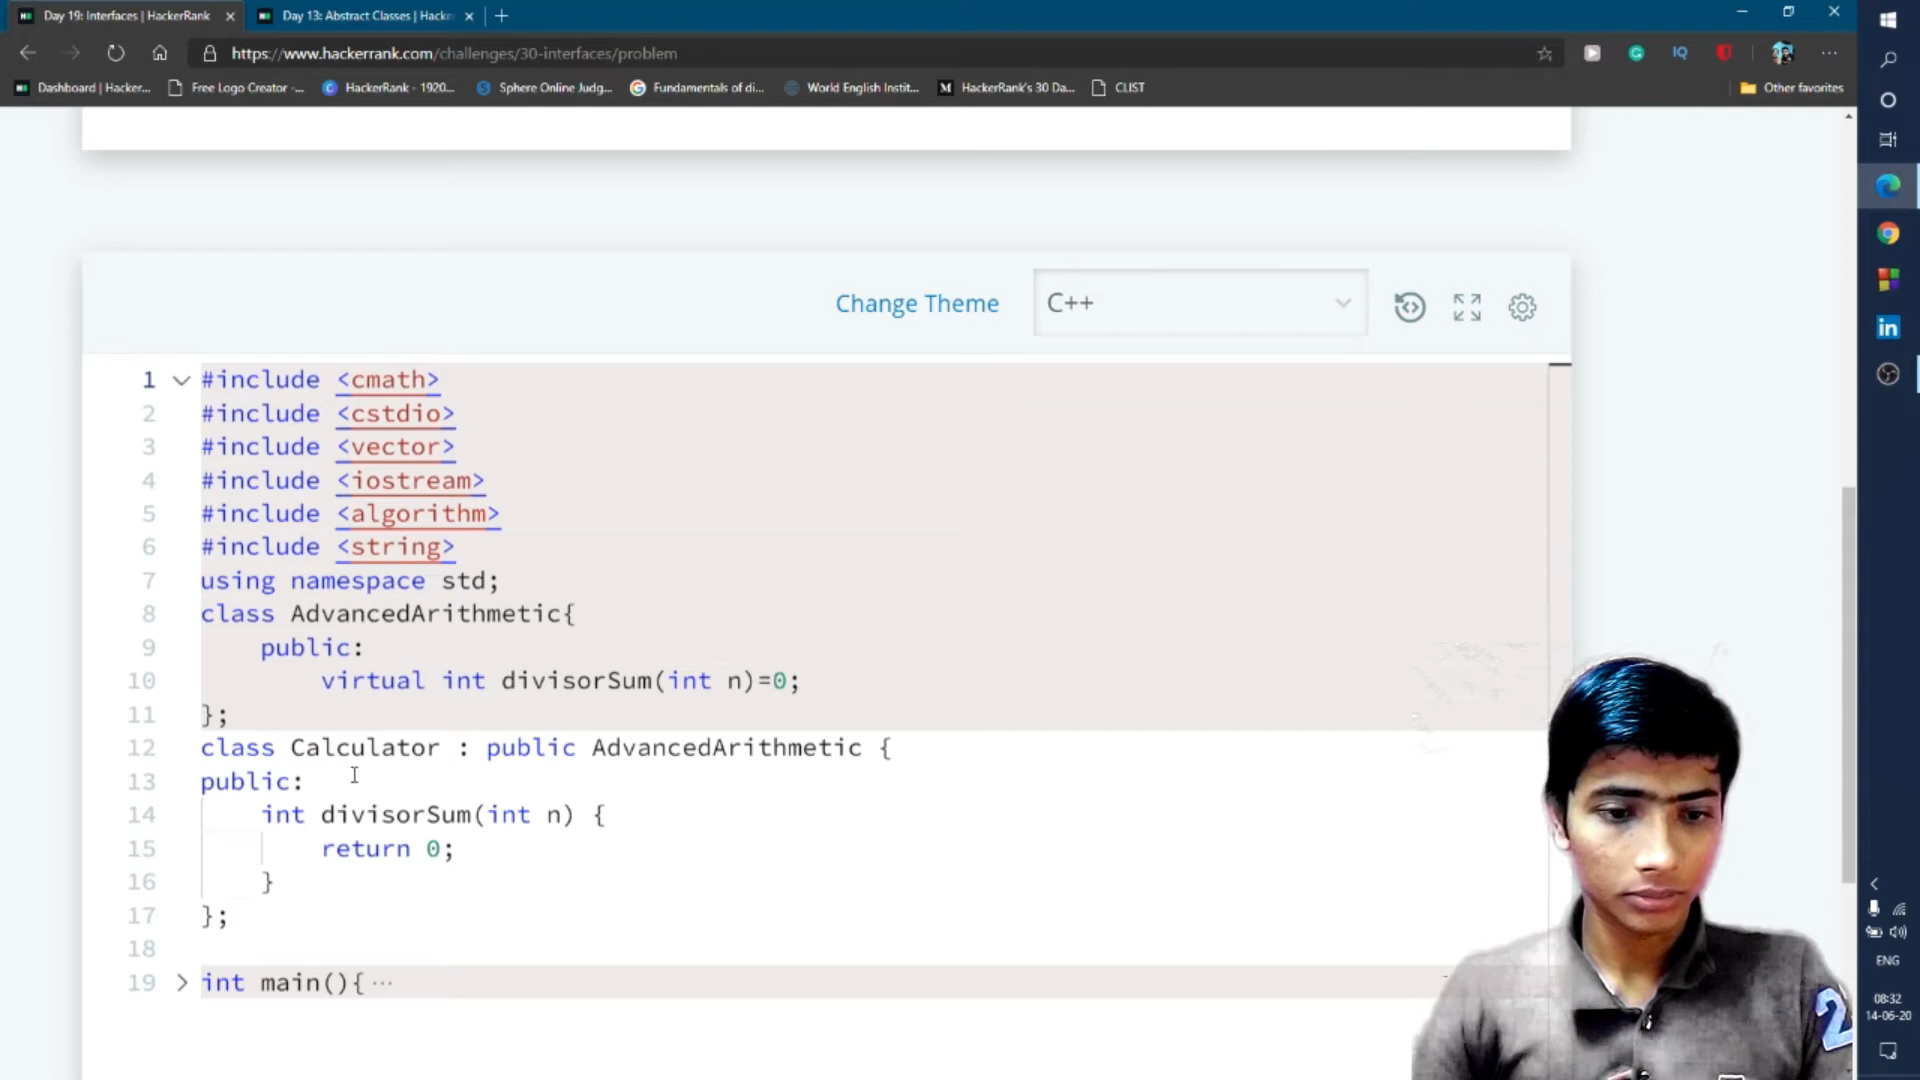 Day 19: Interfaces | HackerRank
Day 13: Abstract Classes | Hacke
https://www.hackerrank.com/challenges/30-interfaces/problem
IQ
Dashboard | Hacker...
Free Logo Creator -...
HackerRank - 1920...
Sphere Online Judg...
Fundamentals of di...
World English Instit...
M HackerRank's 30 Da...
CLIST
Other favorites
Change Theme
C++
1 #include <cmath>
2 #include <cstdio>
3 #include <vector>
4 #include <iostream>
5 #include <algorithm>
6 #include <string>
7 using namespace std;
8 class AdvancedArithmetic{
9 public:
10 virtual int divisorSum(int n)=0;
11 };
12 class Calculator : public AdvancedArithmetic {
13 public:
14 int divisorSum(int n) {
15 return 0;
16 }
17 };
18
19 int main(){ ...
in
ENG
08:32
14-06-20
2